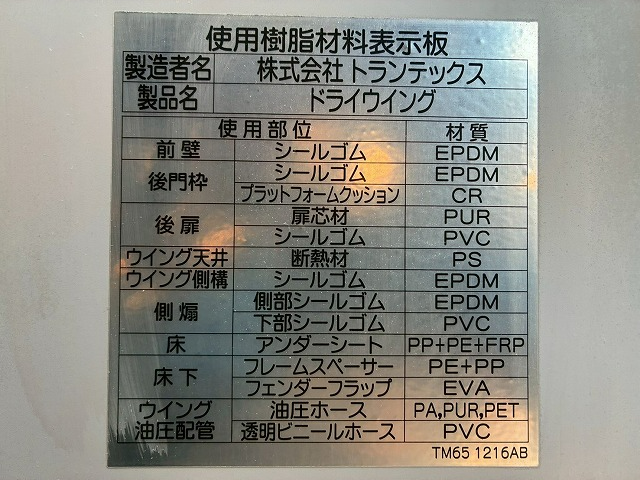 使用樹脂材料表示板
製造者名 株式会社 トランテックス
製品名 ドライウイング
使用部位 材質
前壁 シールゴム EPDM
後門枠 シールゴム EPDM
プラットフォームクッション CR
後扉 扉芯材 PUR
シールゴム PVC
ウイング天井 断熱材 PS
ウイング側構 シールゴム EPDM
側煽 側部シールゴム EPDM
下部シールゴム PVC
床 アンダーシート PP+PE+FRP
床下 フレームスペーサー PE+PP
フェンダーフラップ EVA
ウイング 油圧ホース PA,PUR,PET
油圧配管 透明ビニールホース PVC
TM65 1216AB